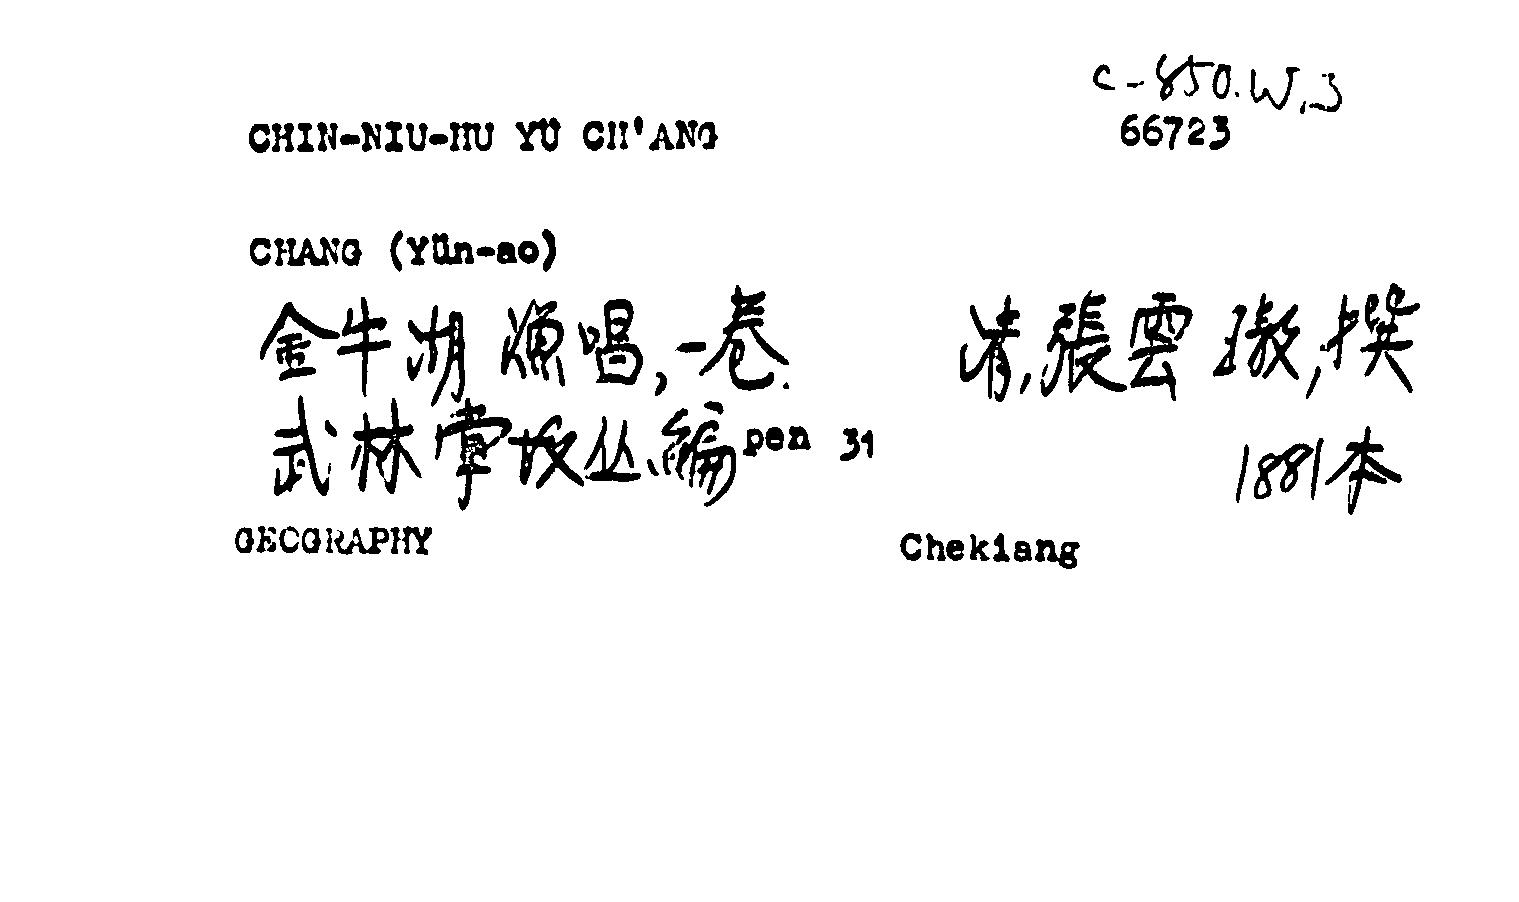 C-850.W.3
CHIN-NIU-HU YÜ CH'ANG 66723
CHANG (Yün-ao)
金牛湖漁唱,一卷. 清,張雲璈,撰
武林掌故丛編 pen 31 1881本
GEOGRAPHY Chekiang